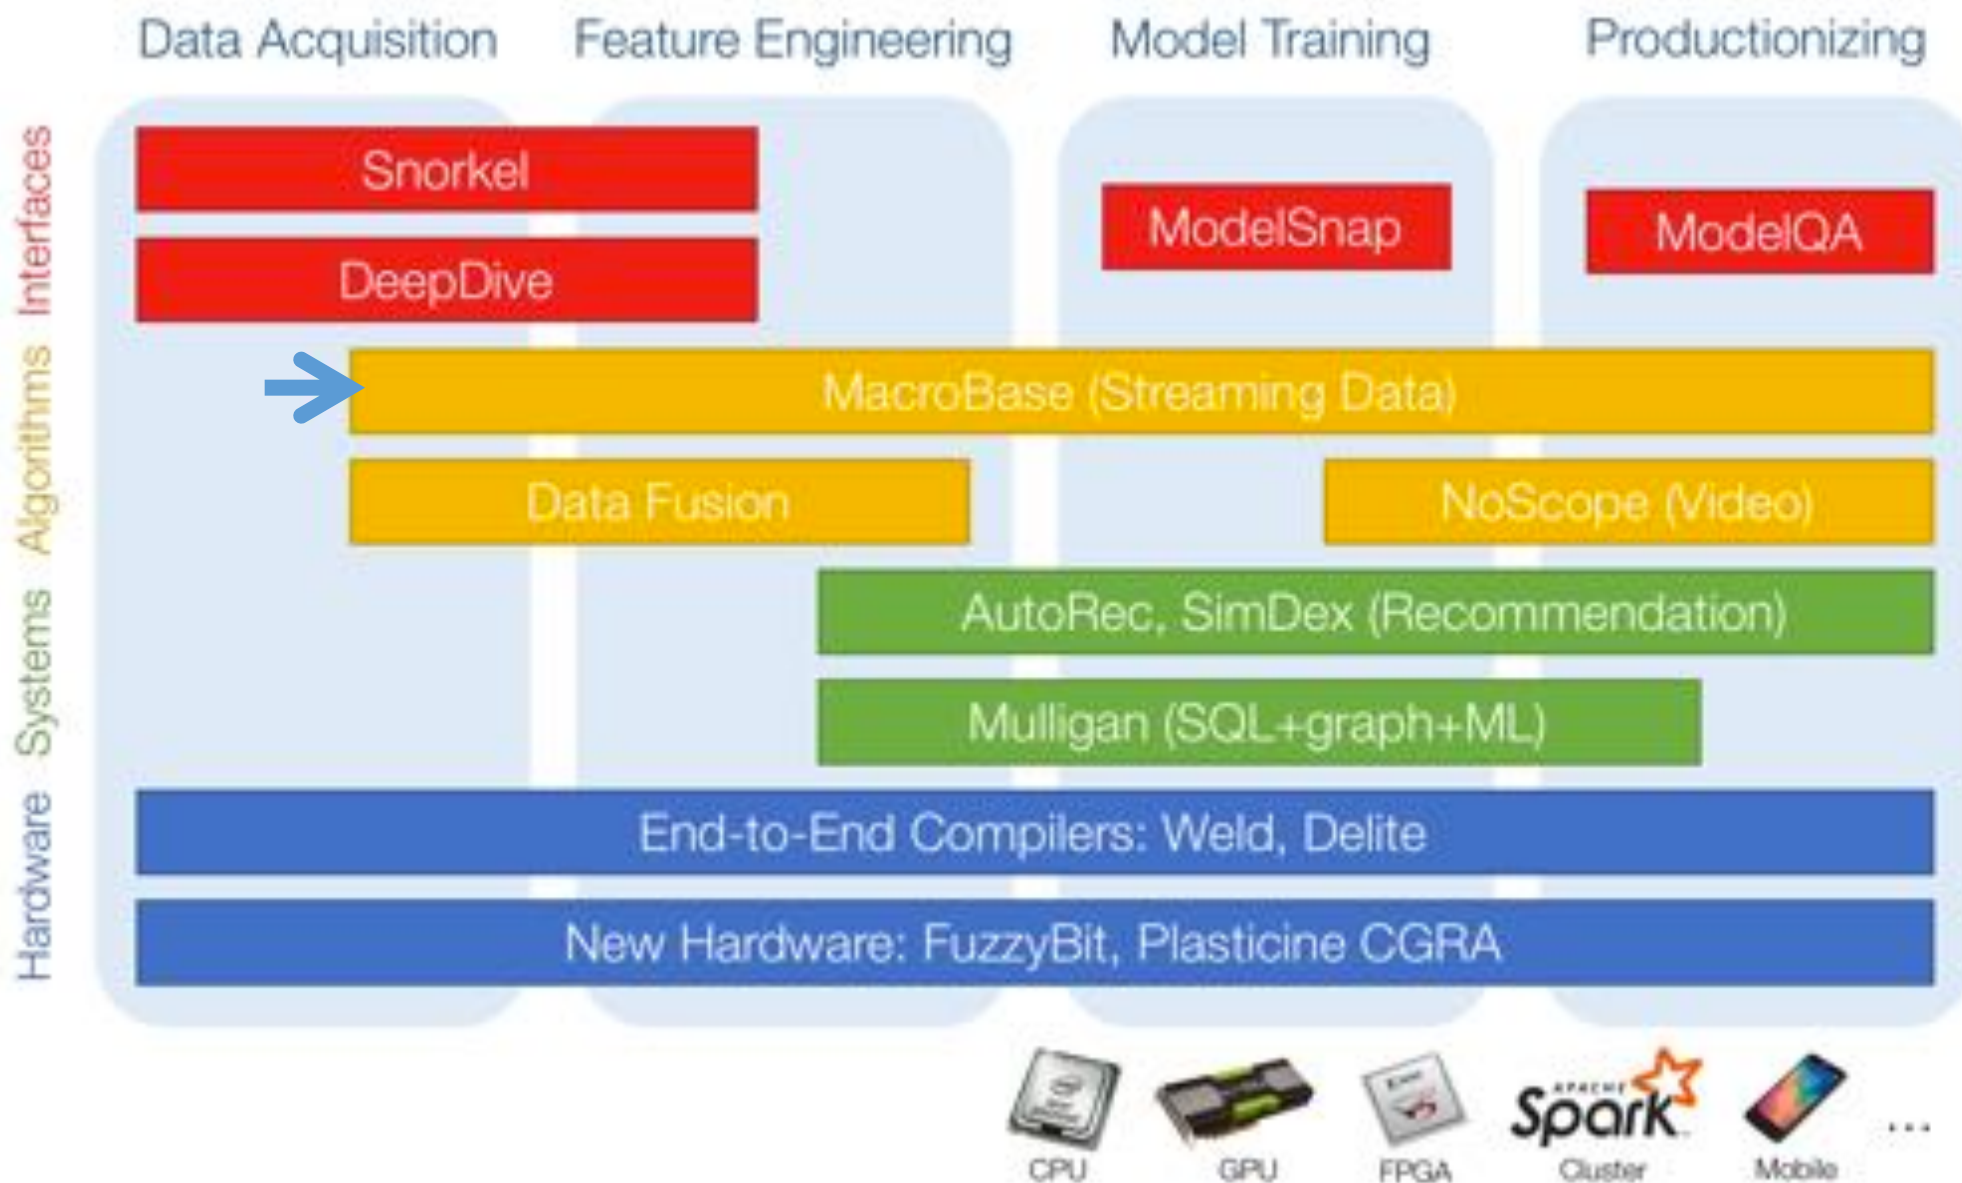 Data Acquisition Feature Engineering Model Training Productionizing
Interfaces
Snorkel
DeepDive
ModelSnap
ModelQA
Algorithms
MacroBase (Streaming Data)
Data Fusion
NoScope (Video)
Systems
AutoRec, SimDex (Recommendation)
Mulligan (SQL+graph+ML)
Hardware
End-to-End Compilers: Weld, Delite
New Hardware: FuzzyBit, Plasticine CGRA
APACHE
Spark
...
CPU GPU FPGA Cluster Mobile